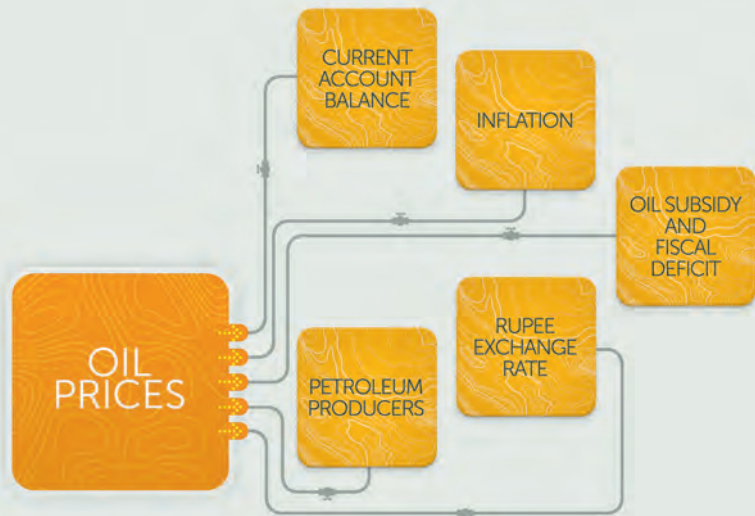 CURRENT
ACCOUNT
BALANCE
INFLATION
OIL SUBSIDY
AND
FISCAL
DEFICIT
OIL
PRICES
PETROLEUM
PRODUCERS
RUPEE
EXCHANGE
RATE